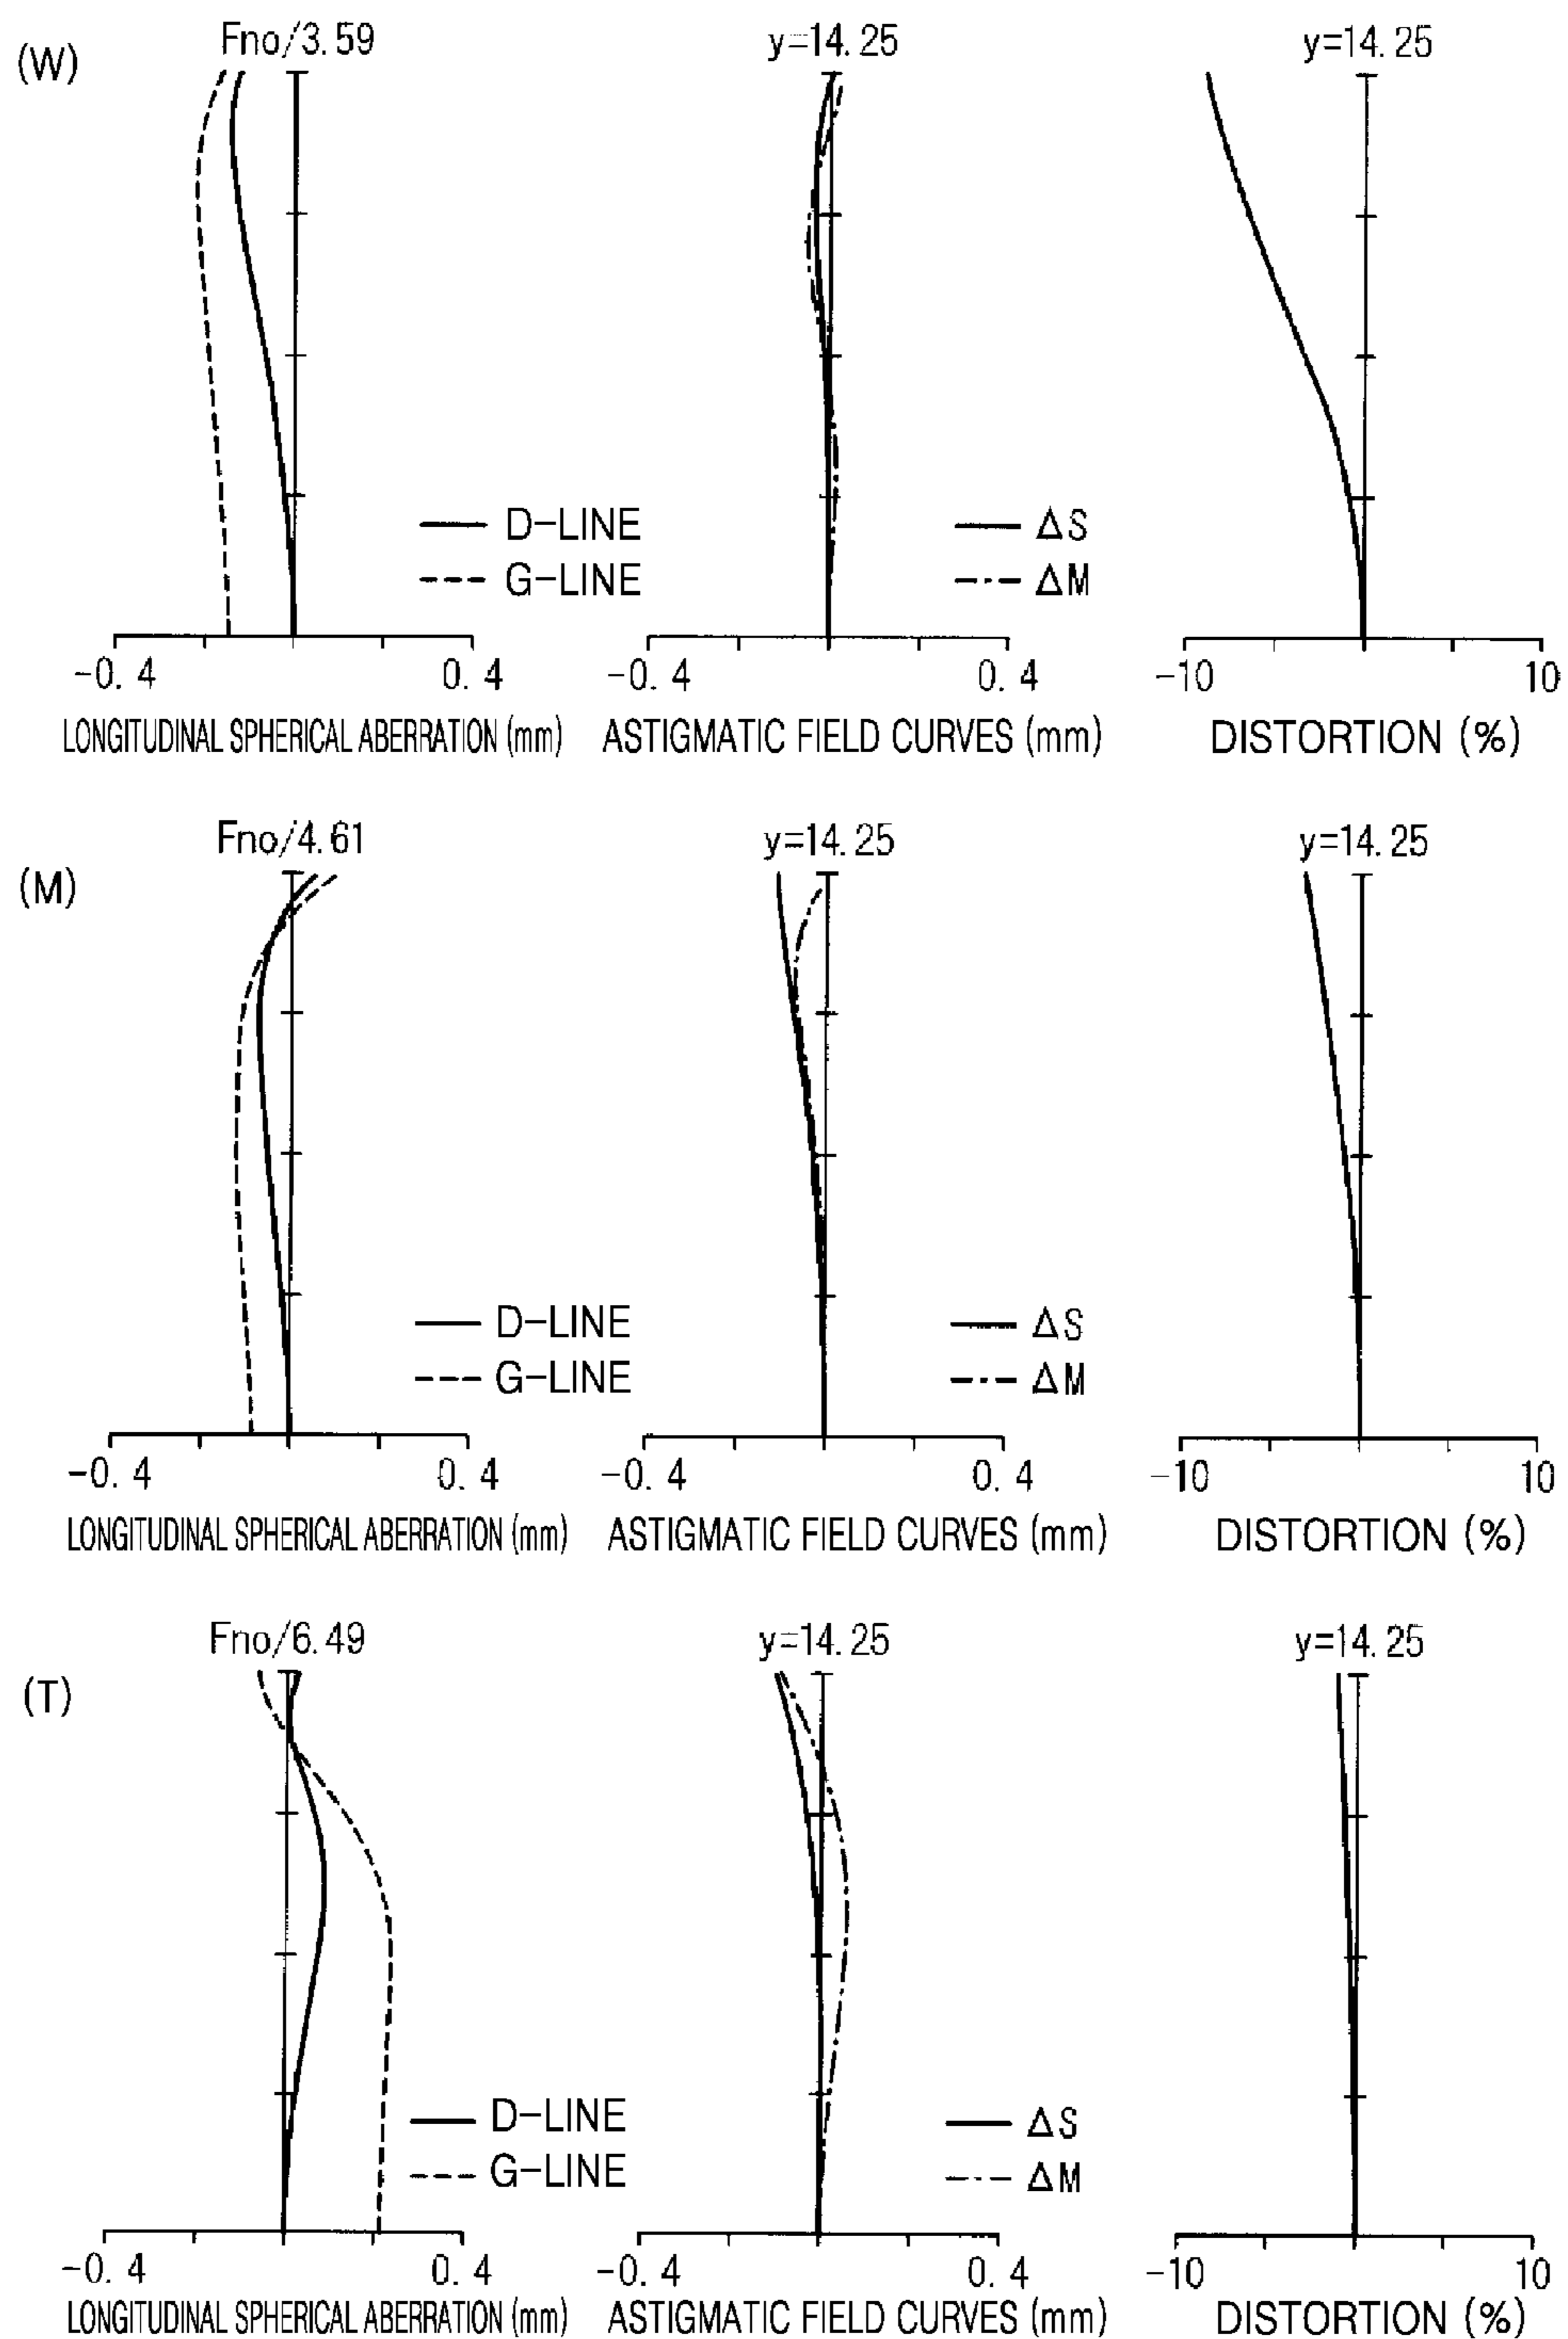 (W)
Fno/3.59
y=14.25
y=14.25
D-LINE
G-LINE
ΔS
ΔM
-0.4
0.4
-0.4
0.4
-10
10
LONGITUDINAL SPHERICAL ABERRATION (mm)
ASTIGMATIC FIELD CURVES (mm)
DISTORTION (%)
(M)
Fno/4.61
y=14.25
y=14.25
D-LINE
G-LINE
ΔS
ΔM
-0.4
0.4
-0.4
0.4
-10
10
LONGITUDINAL SPHERICAL ABERRATION (mm)
ASTIGMATIC FIELD CURVES (mm)
DISTORTION (%)
(T)
Fno/6.49
y=14.25
y=14.25
D-LINE
G-LINE
ΔS
ΔM
-0.4
0.4
-0.4
0.4
-10
10
LONGITUDINAL SPHERICAL ABERRATION (mm)
ASTIGMATIC FIELD CURVES (mm)
DISTORTION (%)